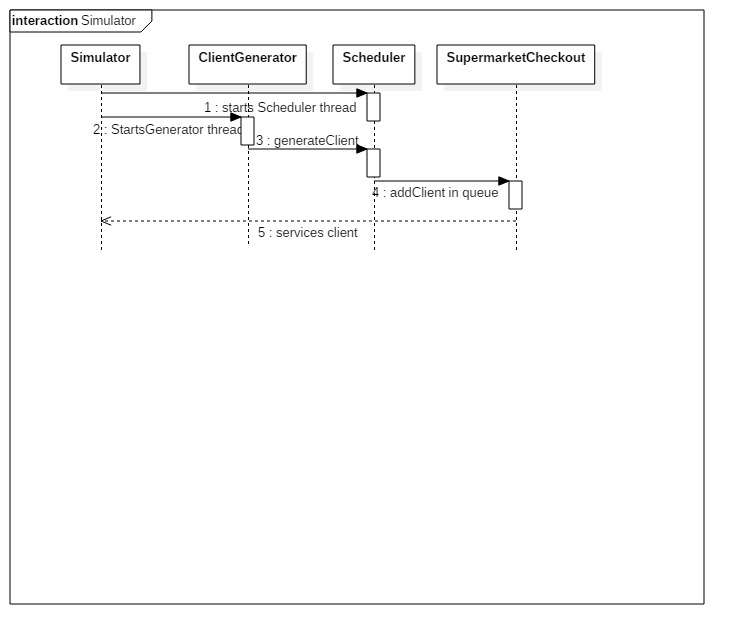 interaction Simulator
Simulator
ClientGenerator
Scheduler
SupermarketCheckout
1 : starts Scheduler thread
2 : StartsGenerator thread
3 : generateClient
4 : addClient in queue
5 : services client